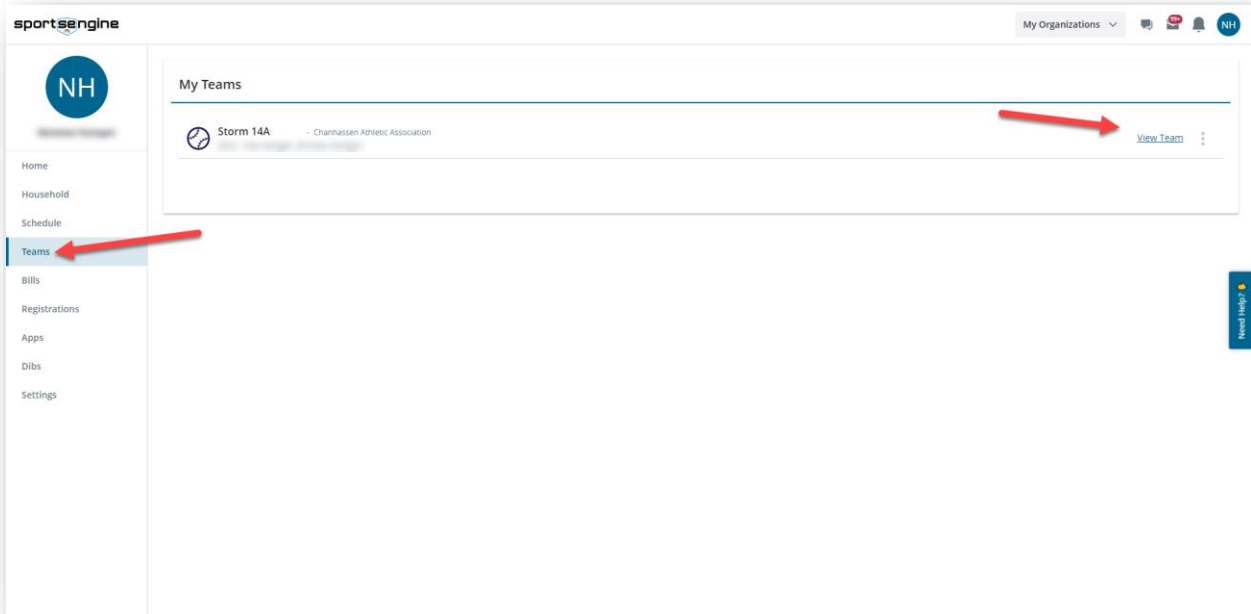 sportsengine
My Organizations
99+
NH
NH
My Teams
Storm 14A - Chanhassen Athletic Association
View Team
Home
Household
Schedule
Teams
Bills
Registrations
Apps
Dibs
Settings
Need Help?